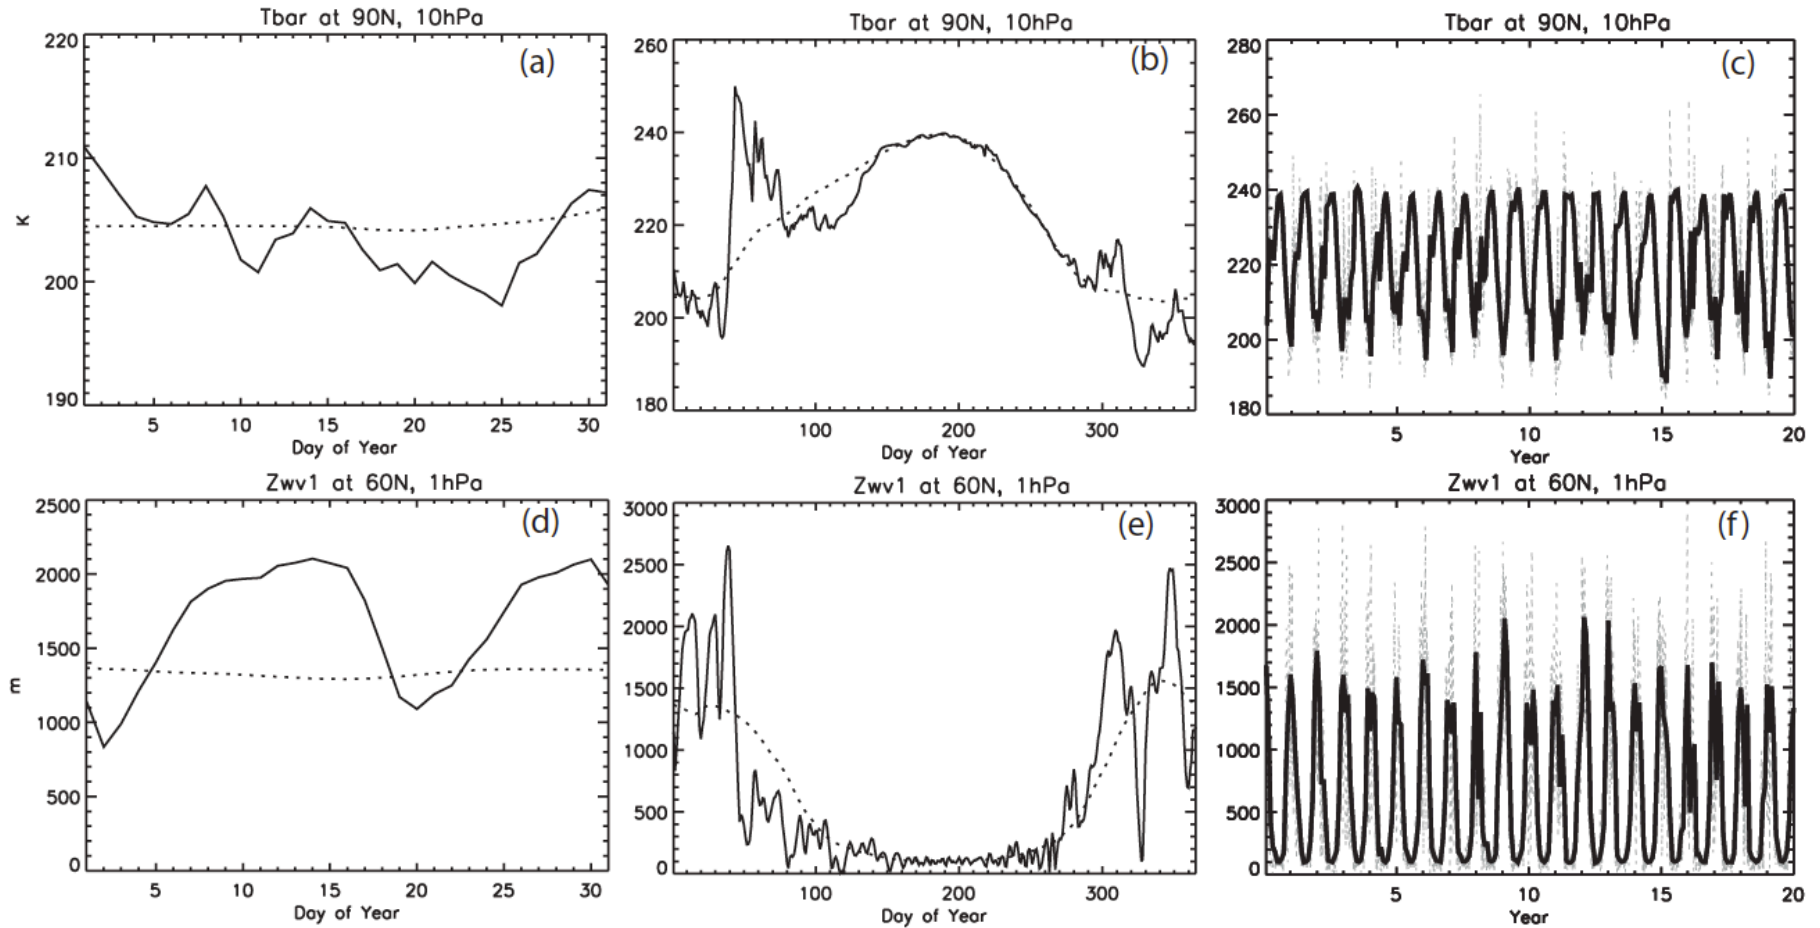 Tbar at 90N, 10hPa
(a)
220
210
200
190
K
5 10 15 20 25 30
Day of Year
Tbar at 90N, 10hPa
(b)
260
240
220
200
180
100 200 300
Day of Year
Tbar at 90N, 10hPa
(c)
280
260
240
220
200
180
5 10 15 20
Year
Zwv1 at 60N, 1hPa
(d)
2500
2000
1500
1000
500
0
m
5 10 15 20 25 30
Day of Year
Zwv1 at 60N, 1hPa
(e)
3000
2500
2000
1500
1000
500
0
100 200 300
Day of Year
Zwv1 at 60N, 1hPa
(f)
3000
2500
2000
1500
1000
500
0
5 10 15 20
Year